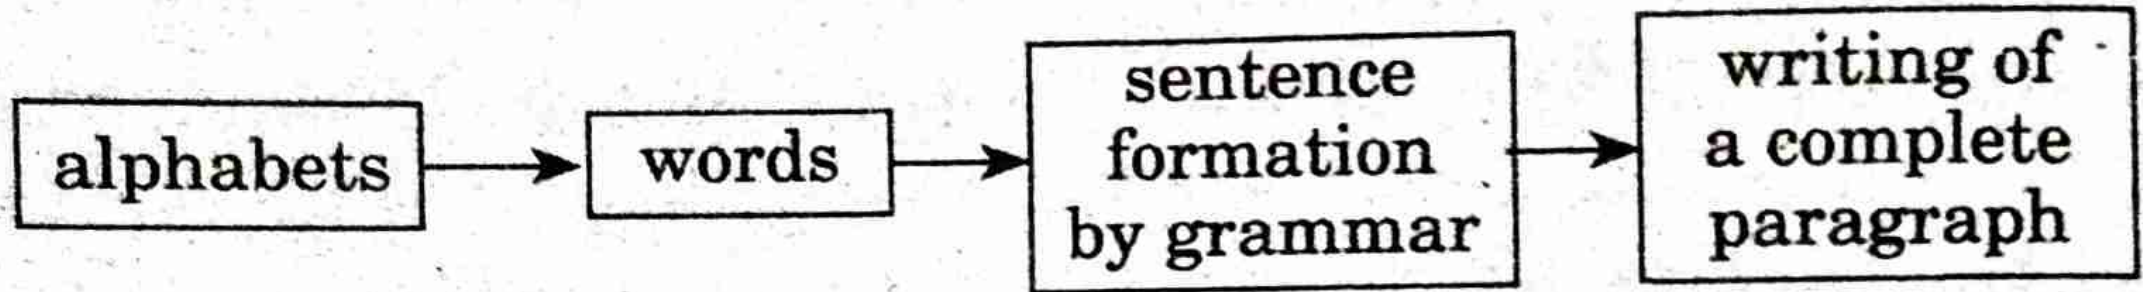 alphabets
words
sentence
formation
by grammar
writing of
a complete
paragraph